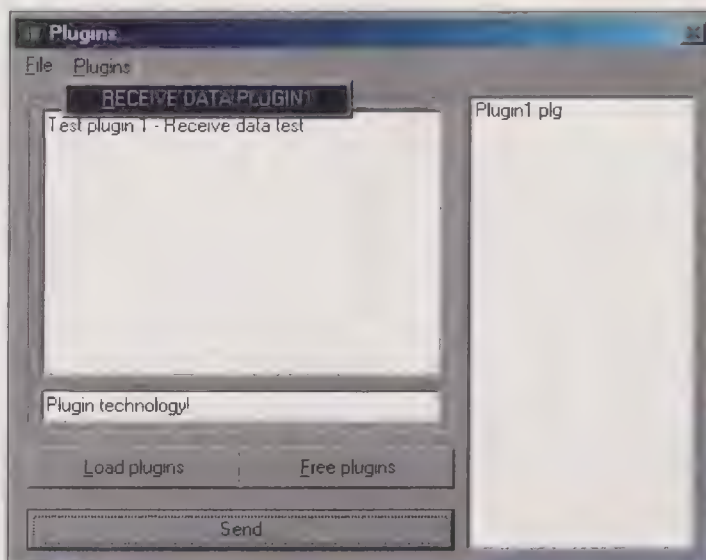 Plugins
File Plugins
RECEIVE DATA PLUGIN1
Test plugin 1 - Receive data test
Plugin1 plg
Plugin technology!
Load plugins
Free plugins
Send